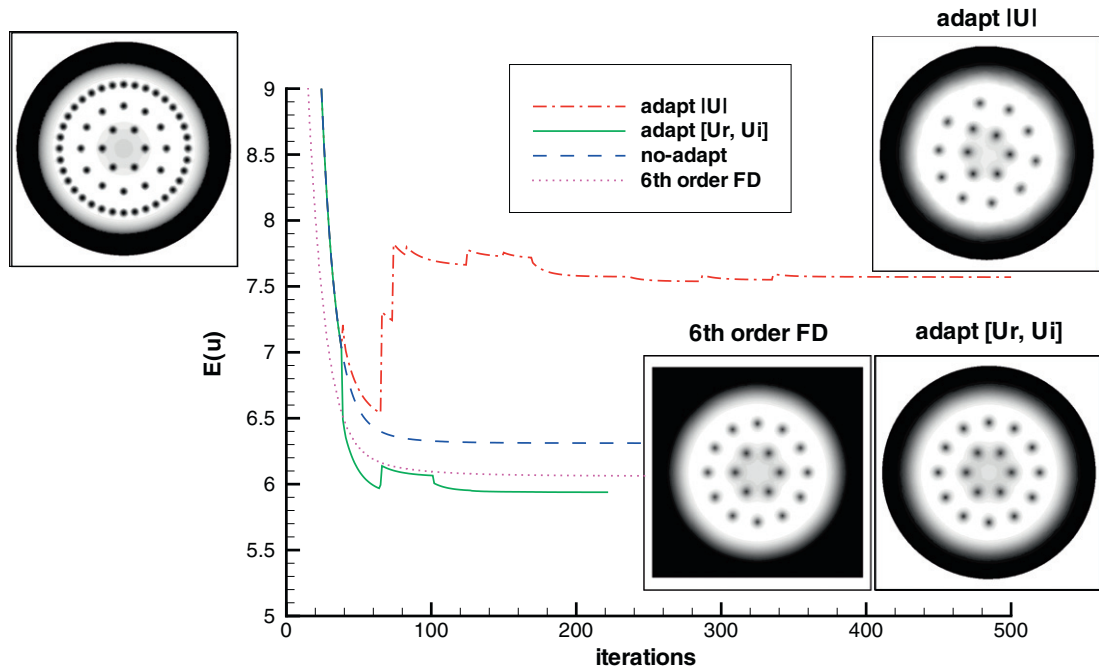 adapt |U|
adapt |U|
adapt [Ur, Ui]
no-adapt
6th order FD
9
8.5
8
7.5
7
6.5
6
5.5
5
E(u)
6th order FD
adapt [Ur, Ui]
0
100
200
300
400
500
iterations